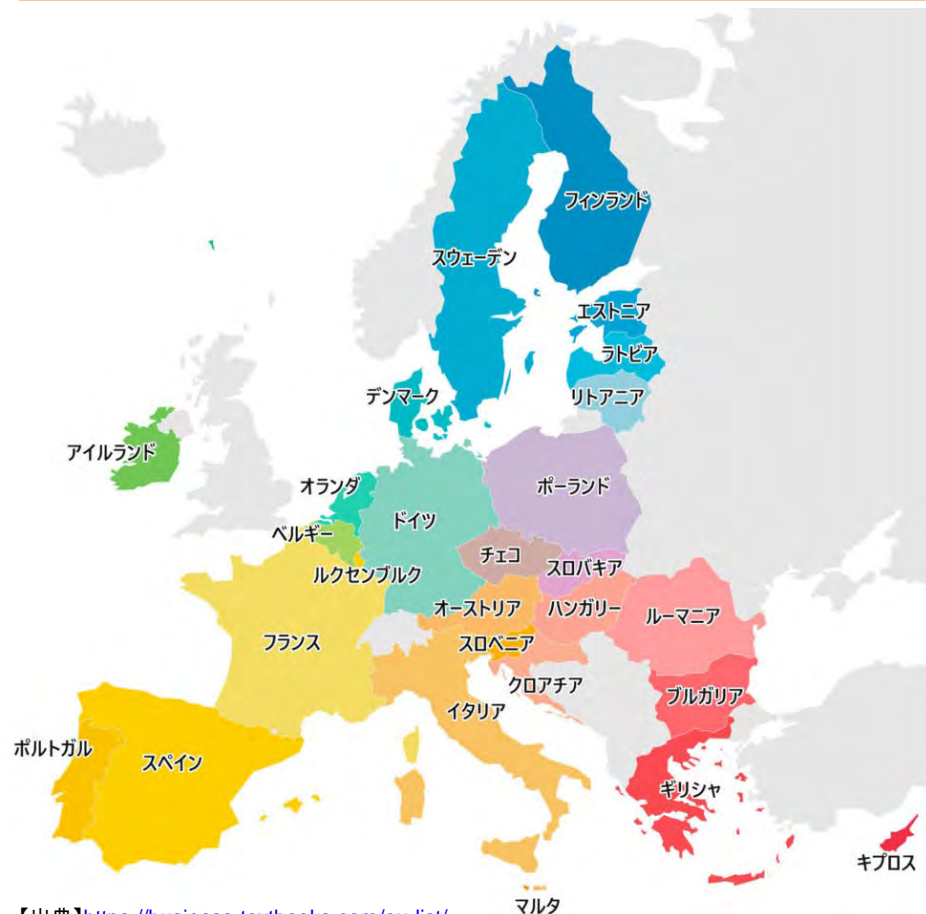 フィンランド
スウェーデン
エストニア
ラトビア
リトアニア
デンマーク
アイルランド
オランダ
ポーランド
ドイツ
ベルギー
チェコ
スロバキア
ルクセンブルク
オーストリア
ハンガリー
ルーマニア
フランス
スロベニア
クロアチア
ブルガリア
イタリア
ポルトガル
スペイン
ギリシャ
キプロス
マルタ